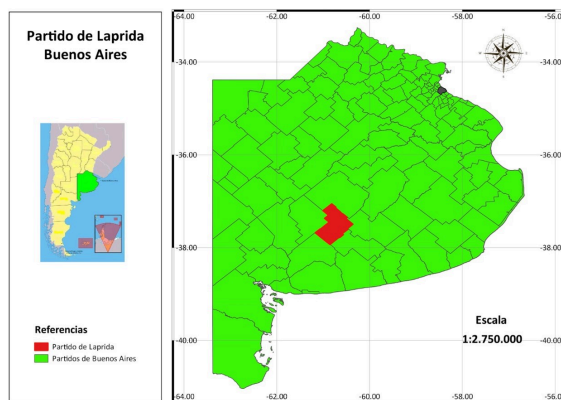 Partido de Laprida
Buenos Aires
Referencias
Partido de Laprida
Partidos de Buenos Aires
-64.00 -62.00 -60.00 -58.00 -56.00
-34.00 -34.00
-36.00 -36.00
-38.00 -38.00
-40.00 -40.00
Escala
1:2.750.000
-64.00 -62.00 -60.00 -58.00 -56.00